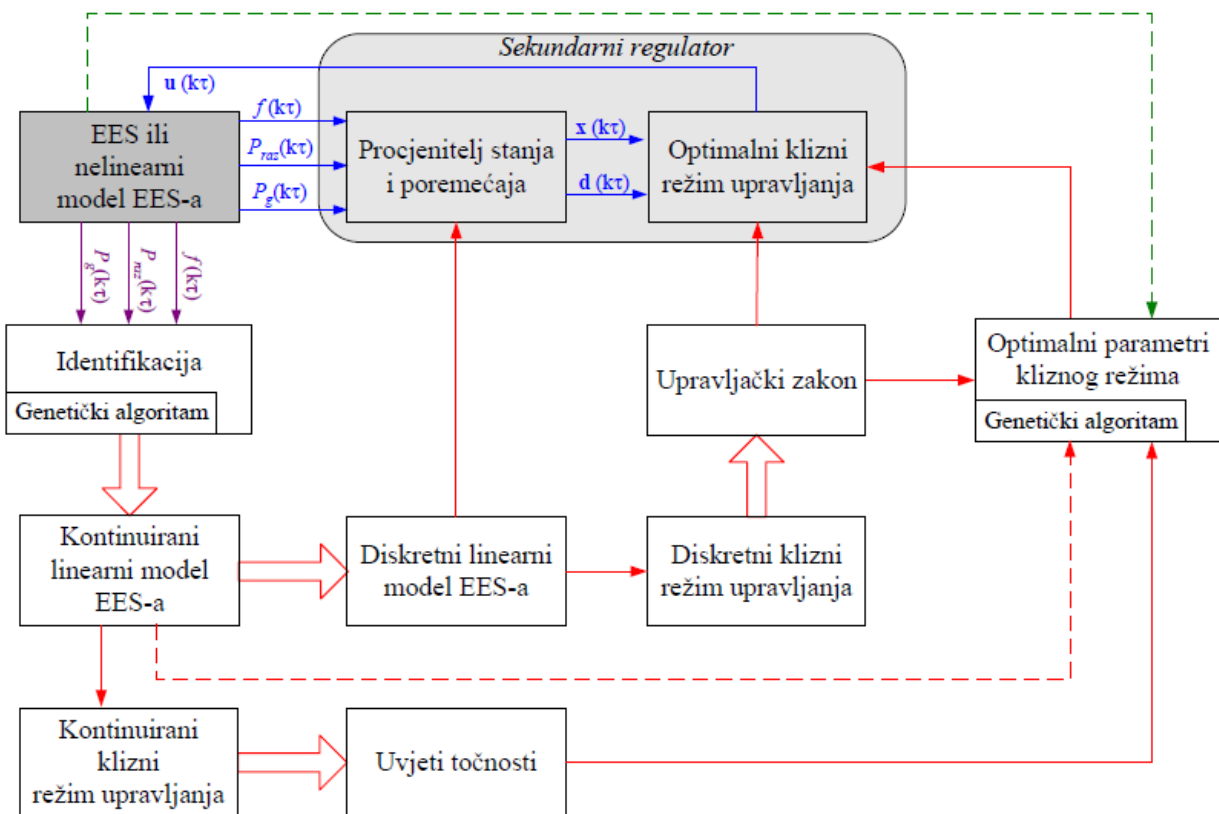 Sekundarni regulator
u (kτ)
EES ili
nelinearni
model EES-a
f (kτ)
P_raz(kτ)
P_g(kτ)
Procjenitelj stanja
i poremećaja
x (kτ)
d (kτ)
Optimalni klizni
režim upravljanja
P_g(kτ)
P_raz(kτ)
f (kτ)
Identifikacija
Genetički algoritam
Upravljački zakon
Optimalni parametri
kliznog režima
Genetički algoritam
Kontinuirani
linearni model
EES-a
Diskretni linearni
model EES-a
Diskretni klizni
režim upravljanja
Kontinuirani
klizni
režim upravljanja
Uvjeti točnosti